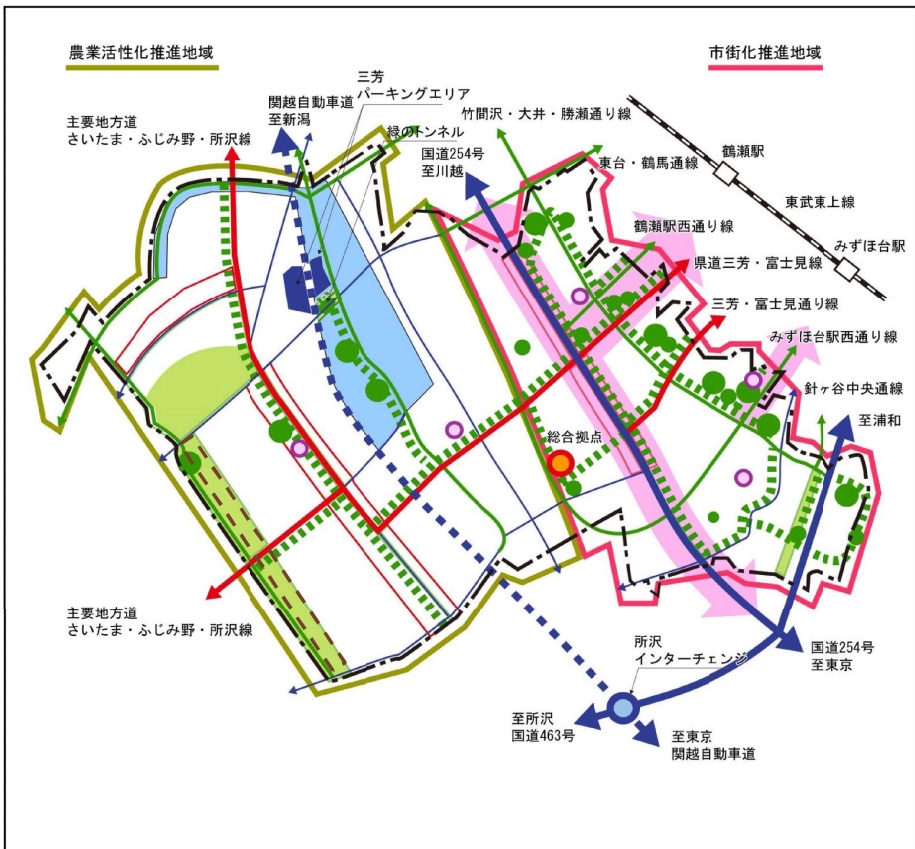 農業活性化推進地域
市街化推進地域
三芳
パーキングエリア
関越自動車道
至新潟
緑のトンネル
主要地方道
さいたま・ふじみ野・所沢線
国道254号
至川越
竹間沢・大井・勝瀬通り線
東台・鶴馬通線
鶴瀬駅
東武東上線
みずほ台駅
鶴瀬駅西通り線
県道三芳・富士見線
三芳・富士見通り線
みずほ台駅西通り線
針ヶ谷中央通線
至浦和
総合拠点
主要地方道
さいたま・ふじみ野・所沢線
所沢
インターチェンジ
国道254号
至東京
至所沢
国道463号
至東京
関越自動車道